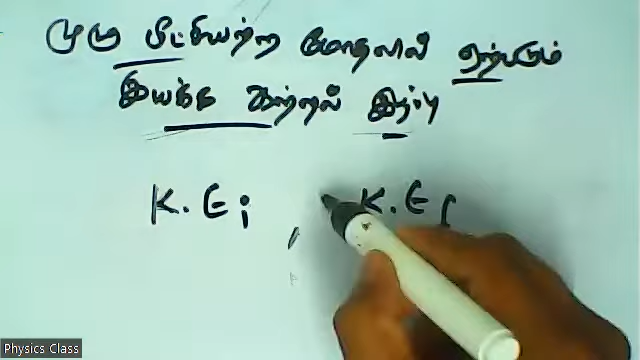 முழு மீட்சியற்ற மோதலில் ஏற்படும்
இயக்க ஆற்றல் இழப்பு
K.Ei , K.Ef
Physics Class